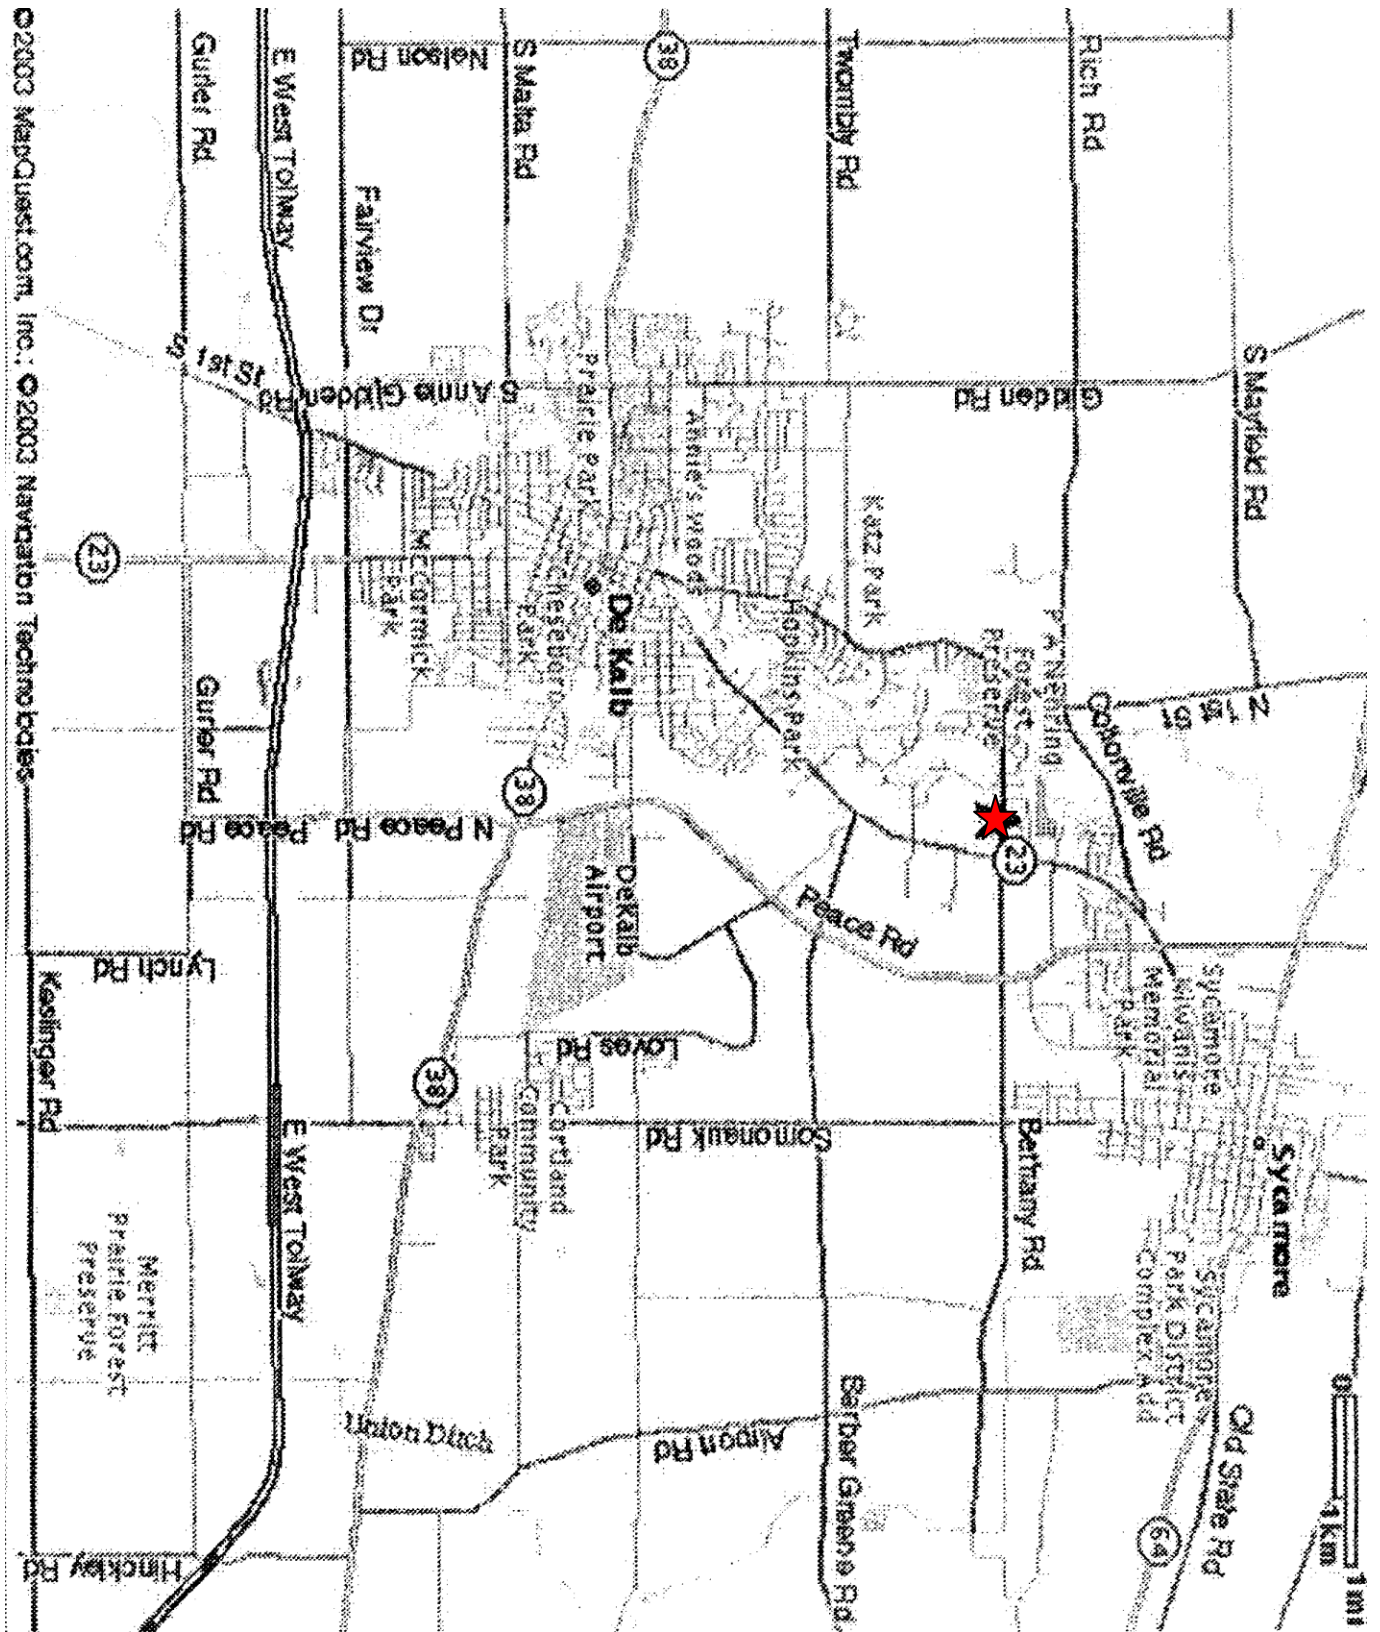 0
1 mi
1 km
Sycamore
S Mayfield Rd
N 1st St
Old State Rd
64
Sycamore
Kiwanis
Memorial
Park
Sycamore
Park District
Complex Add
Coltonville Rd
Rich Rd
Glidden Rd
P.A. Nehring
Forest
Preserve
23
Bethany Rd
Katz Park
Peace Rd
Twombly Rd
Hopkins Park
Somonauk Rd
Barber Greene Rd
Annie's woods
38
Airport Rd
De Kalb
DeKalb
Airport
Loves Rd
Prairie Park
Park
Cortland
Community
Park
S Malta Rd
38
38
Nelson Rd
S Annie Glidden Rd
McCormick
Park
N Peace Rd
Union Ditch
Fairview Dr
Peace Rd
E West Tollway
E West Tollway
S 1st St
Gurler Rd
Gurler Rd
Peace Rd
Lynch Rd
Hinckley Rd
23
Merritt
Prairie Forest
Preserve
Keslinger Rd
©2003 MapQuest.com, Inc.; ©2003 Navigation Technologies